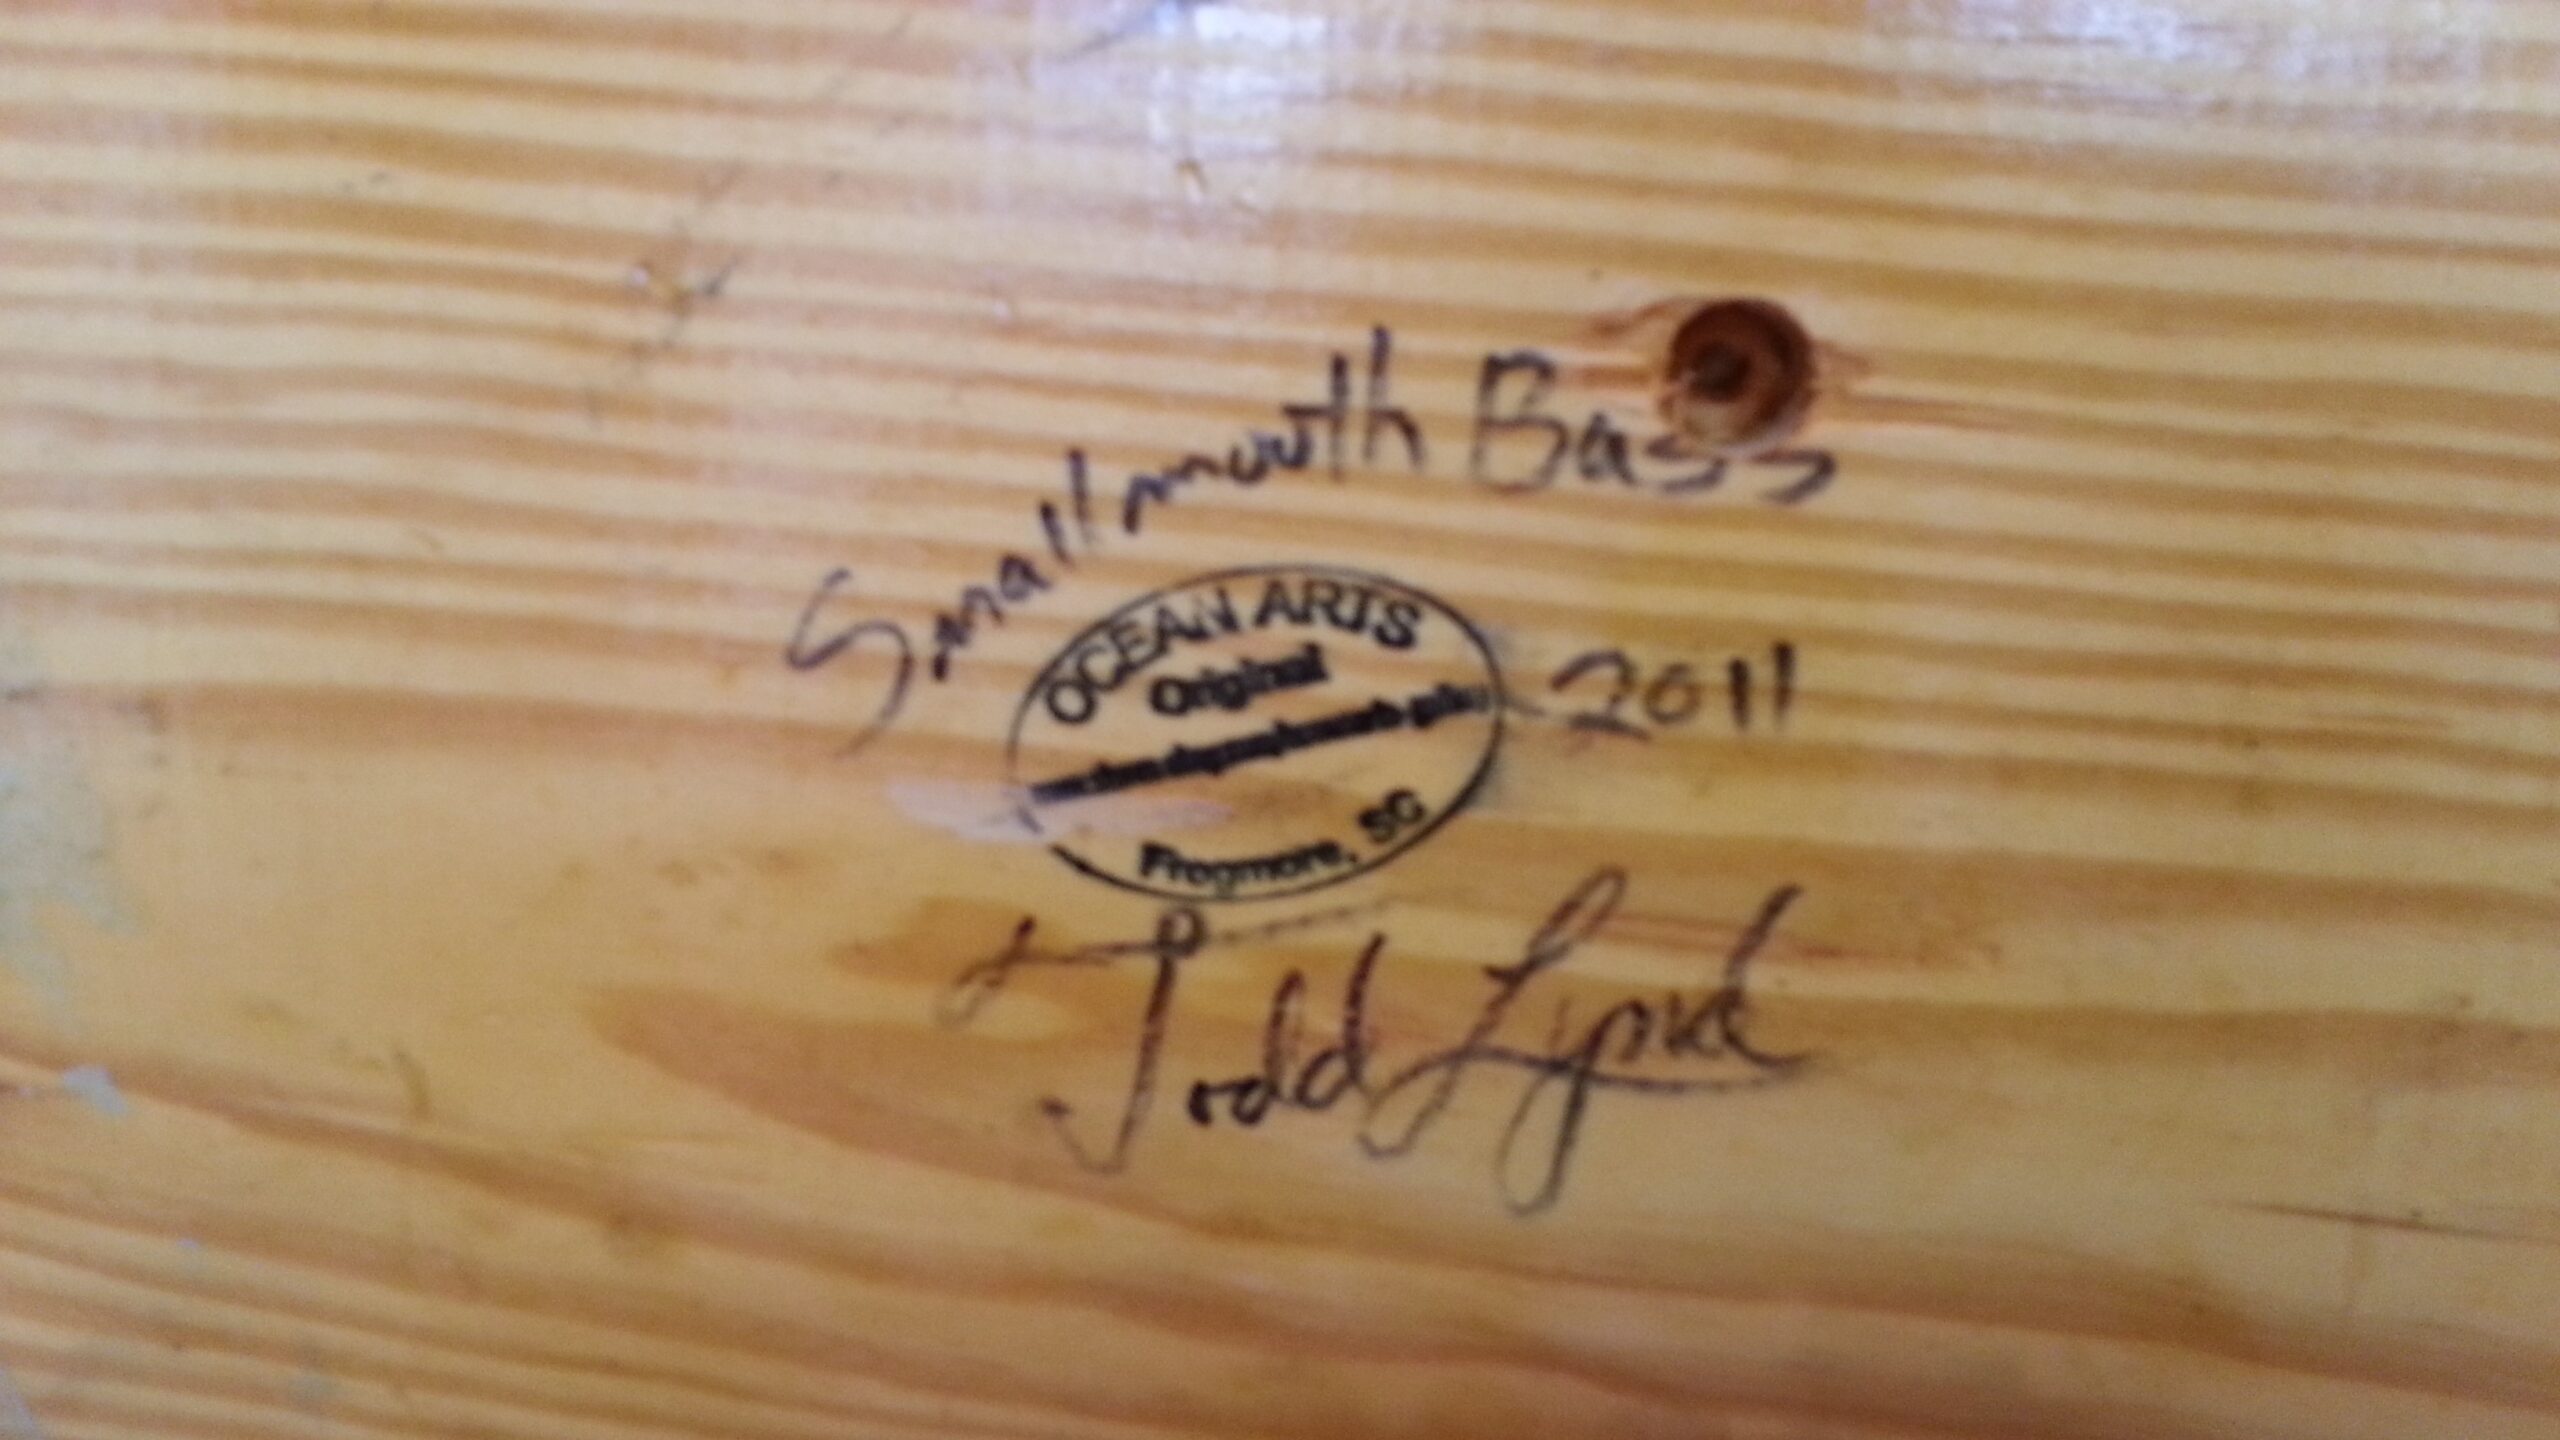 Smallmouth Bass
OCEAN ARTS
Original
2011
Frogmore, SC
Todd Lynd